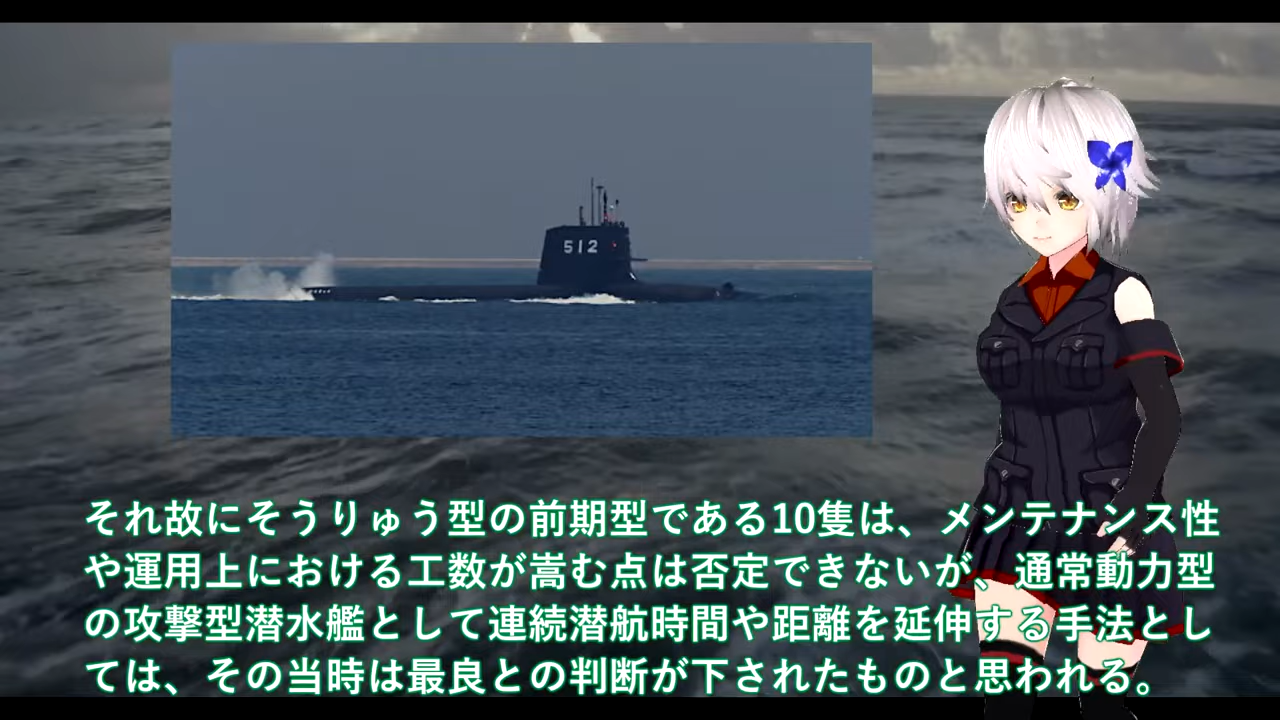 512
それ故にそうりゅう型の前期型である10隻は、メンテナンス性
や運用上における工数が嵩む点は否定できないが、通常動力型
の攻撃型潜水艦として連続潜航時間や距離を延伸する手法とし
ては、その当時は最良との判断が下されたものと思われる。